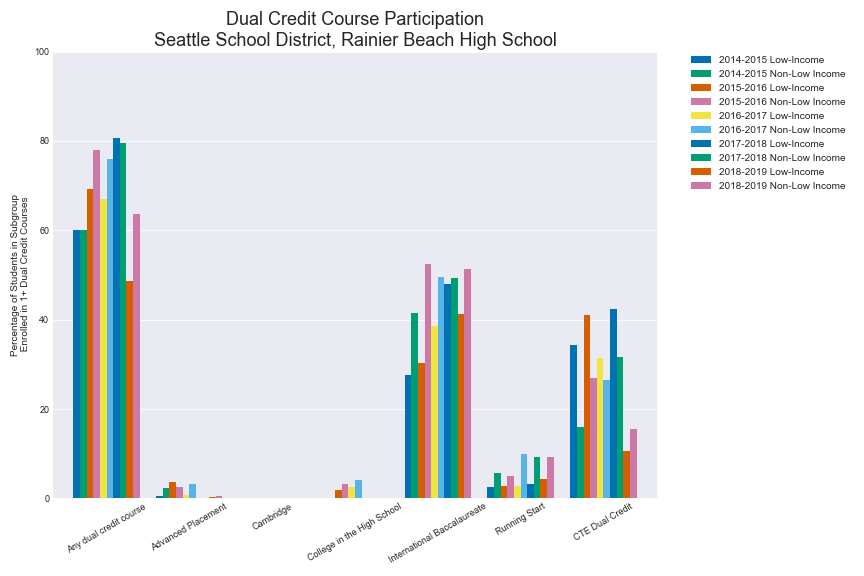 Dual Credit Course Participation
Seattle School District, Rainier Beach High School
Percentage of Students in Subgroup
Enrolled in 1+ Dual Credit Courses
100
80
60
40
20
0
Any dual credit course
Advanced Placement
Cambridge
College in the High School
International Baccalaureate
Running Start
CTE Dual Credit
2014-2015 Low-Income
2014-2015 Non-Low Income
2015-2016 Low-Income
2015-2016 Non-Low Income
2016-2017 Low-Income
2016-2017 Non-Low Income
2017-2018 Low-Income
2017-2018 Non-Low Income
2018-2019 Low-Income
2018-2019 Non-Low Income